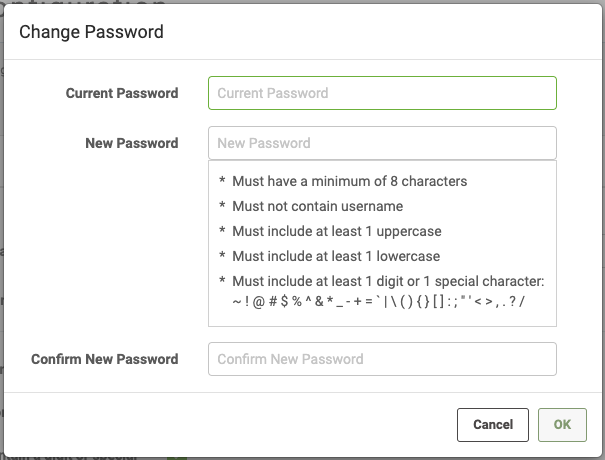 Change Password
Current Password
Current Password
New Password
New Password
* Must have a minimum of 8 characters
* Must not contain username
* Must include at least 1 uppercase
* Must include at least 1 lowercase
* Must include at least 1 digit or 1 special character:
~ ! @ # $ % ^ & * _ - + = ` | \ ( ) { } [ ] : ; " ' < > , . ? /
Confirm New Password
Confirm New Password
Cancel
OK